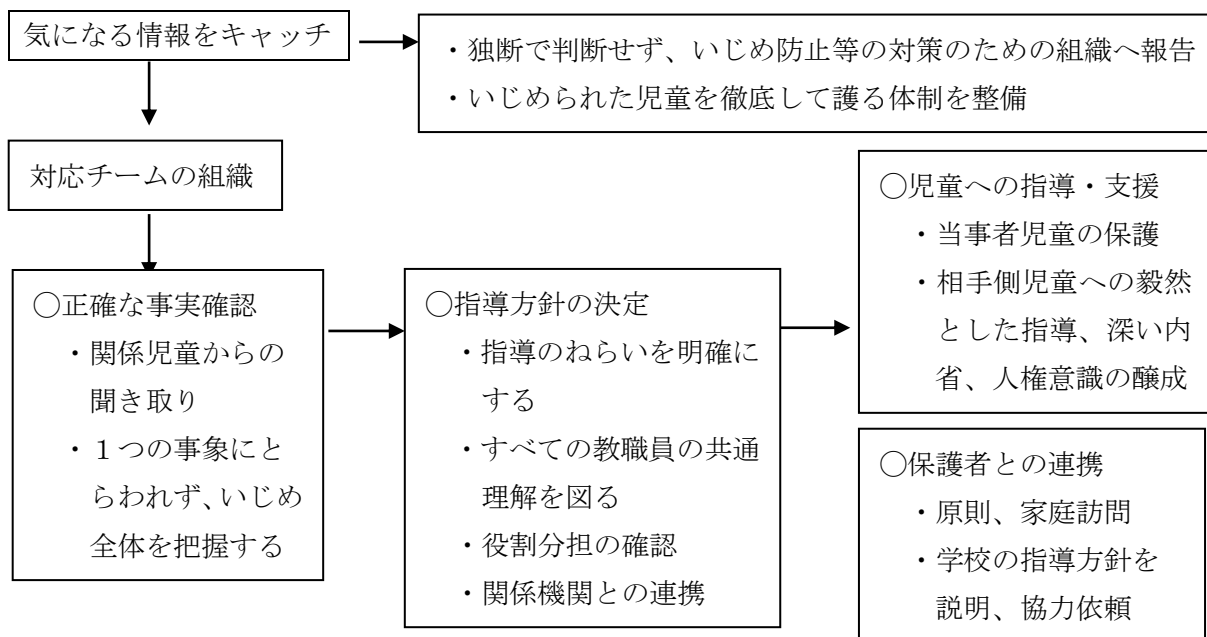 気になる情報をキャッチ
・独断で判断せず、いじめ防止等の対策のための組織へ報告
・いじめられた児童を徹底して護る体制を整備
対応チームの組織
○正確な事実確認
・関係児童からの
聞き取り
・１つの事象にと
らわれず、いじめ
全体を把握する
○指導方針の決定
・指導のねらいを明確に
する
・すべての教職員の共通
理解を図る
・役割分担の確認
・関係機関との連携
○児童への指導・支援
・当事者児童の保護
・相手側児童への毅然
とした指導、深い内
省、人権意識の醸成
○保護者との連携
・原則、家庭訪問
・学校の指導方針を
説明、協力依頼